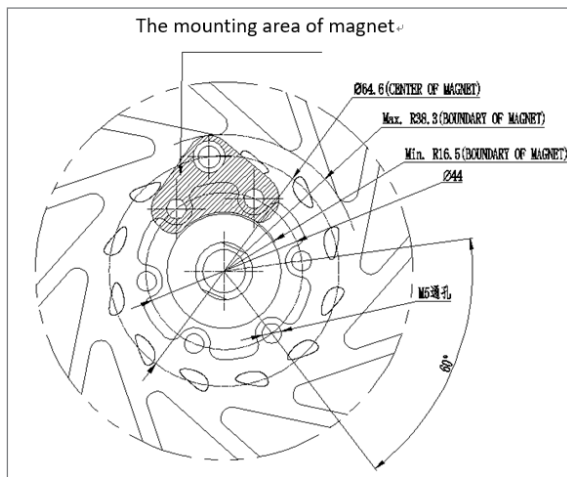 The mounting area of magnet
Ø64.6(CENTER OF MAGNET)
Max. R38.3(BOUNDARY OF MAGNET)
Min. R16.5(BOUNDARY OF MAGNET)
Ø44
M5通孔
60°